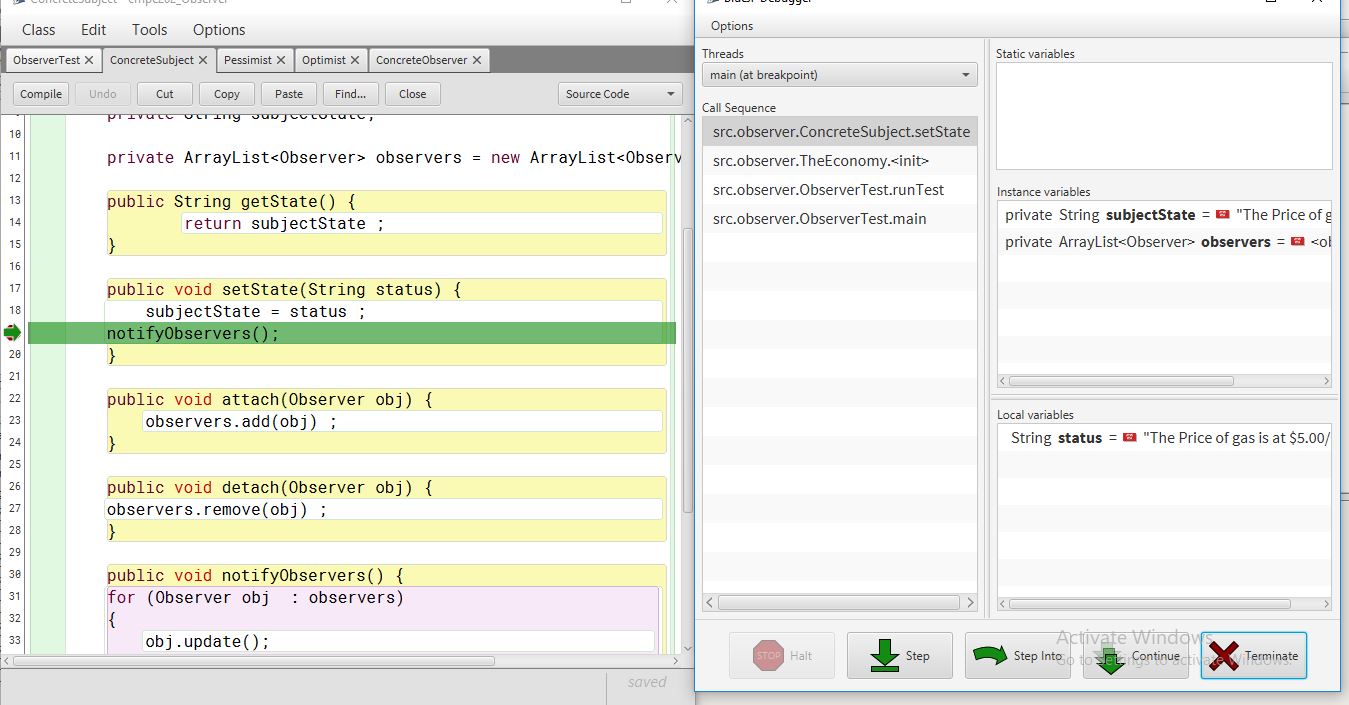 ConcreteSubject - cmpe202_Observer
Class Edit Tools Options
ObserverTest ConcreteSubject Pessimist Optimist ConcreteObserver
Compile Undo Cut Copy Paste Find... Close Source Code
private String subjectState;
10
11 private ArrayList<Observer> observers = new ArrayList<Observ
12
13 public String getState() {
14 return subjectState ;
15 }
16
17 public void setState(String status) {
18 subjectState = status ;
notifyObservers();
20 }
21
22 public void attach(Observer obj) {
23 observers.add(obj) ;
24 }
25
26 public void detach(Observer obj) {
27 observers.remove(obj) ;
28 }
29
30 public void notifyObservers() {
31 for (Observer obj : observers)
32 {
33 obj.update();
saved
BlueJ: Debugger
Options
Threads
main (at breakpoint)
Call Sequence
src.observer.ConcreteSubject.setState
src.observer.TheEconomy.<init>
src.observer.ObserverTest.runTest
src.observer.ObserverTest.main
Static variables
Instance variables
private String subjectState = "The Price of g
private ArrayList<Observer> observers = <ob
Local variables
String status = "The Price of gas is at $5.00/
STOP Halt Step Step Into Continue Terminate
Activate Windows
Go to Settings to activate Windows.